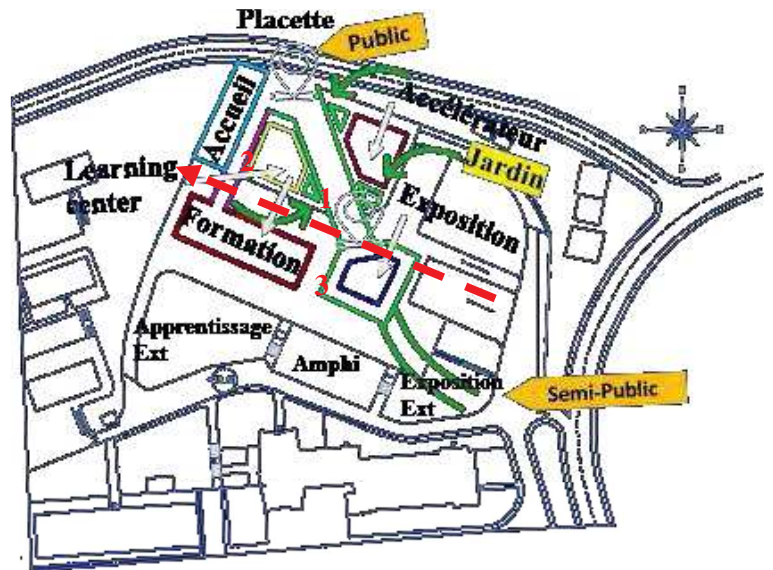 Placette
Public
Accueil
Accélérateur
Learning
center
2
Jardin
1
Exposition
Formation
3
Apprentissage
Ext
Amphi
Exposition
Ext
Semi-Public